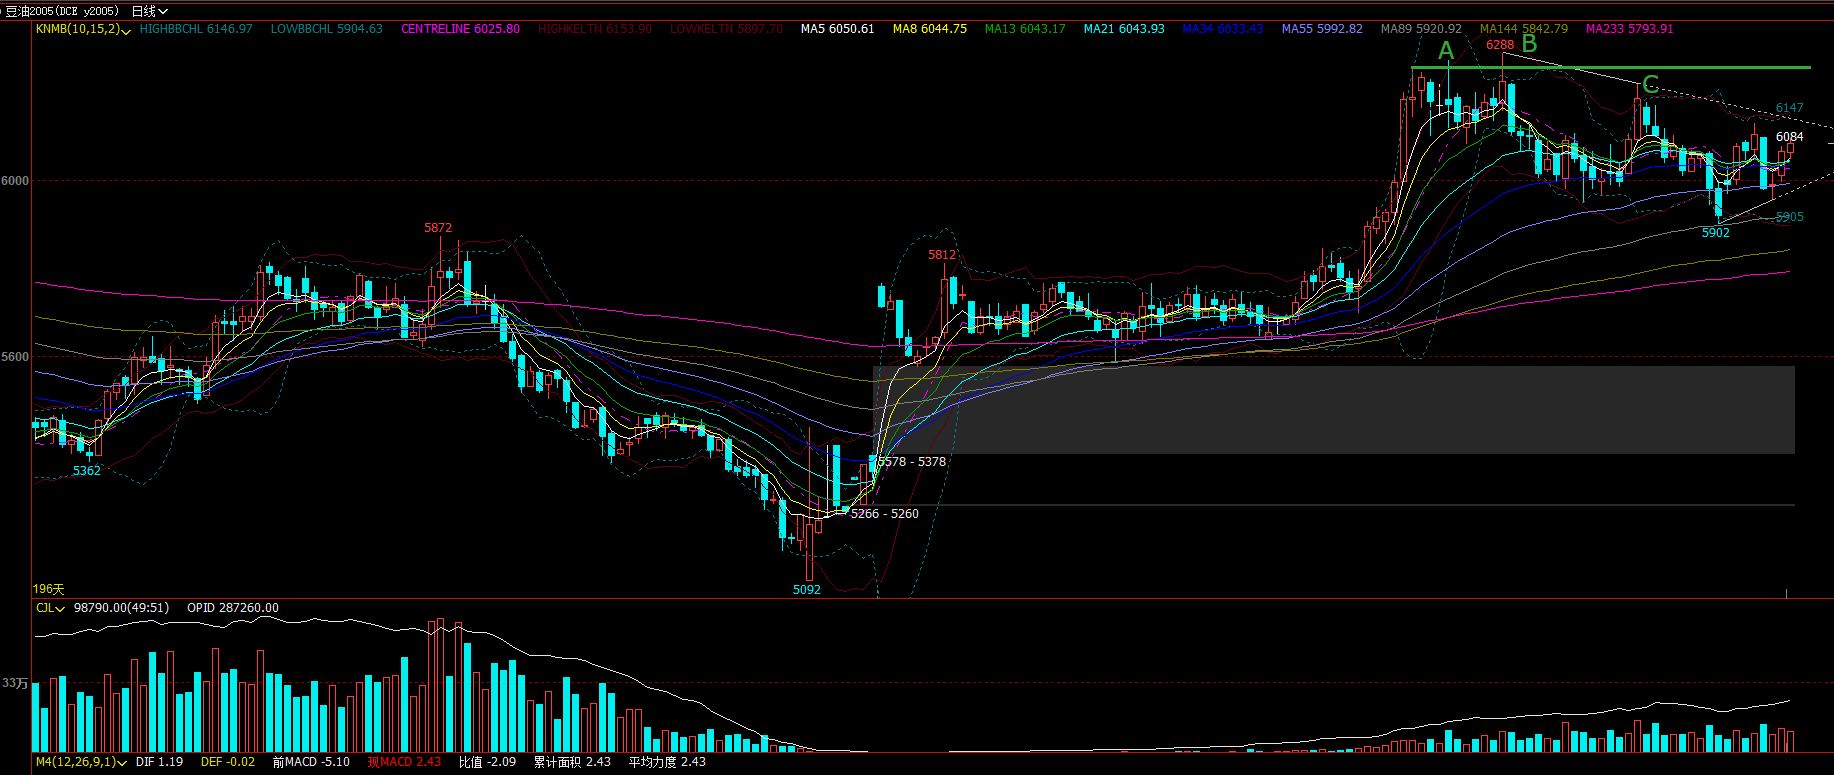 豆油2005(DCE y2005) 日线
KNMB(10,15,2) HIGHBBCHL 6146.97 LOWBBCHL 5904.63 CENTRELINE 6025.80 HIGHKELTN 6153.90 LOWKELTN 5897.70 MA5 6050.61 MA8 6044.75 MA13 6043.17 MA21 6043.93 MA34 6033.43 MA55 5992.82 MA89 5920.92 MA144 5842.79 MA233 5793.91
A 6288 B
C
6147
6084
6000
5905
5872
5902
5812
5600
5362
5578 - 5378
5266 - 5260
196天
5092
CJL 98790.00(49:51) OPID 287260.00
33万
M4(12,26,9,1) DIF 1.19 DEF -0.02 前MACD -5.10 现MACD 2.43 比值 -2.09 累计面积 2.43 平均力度 2.43